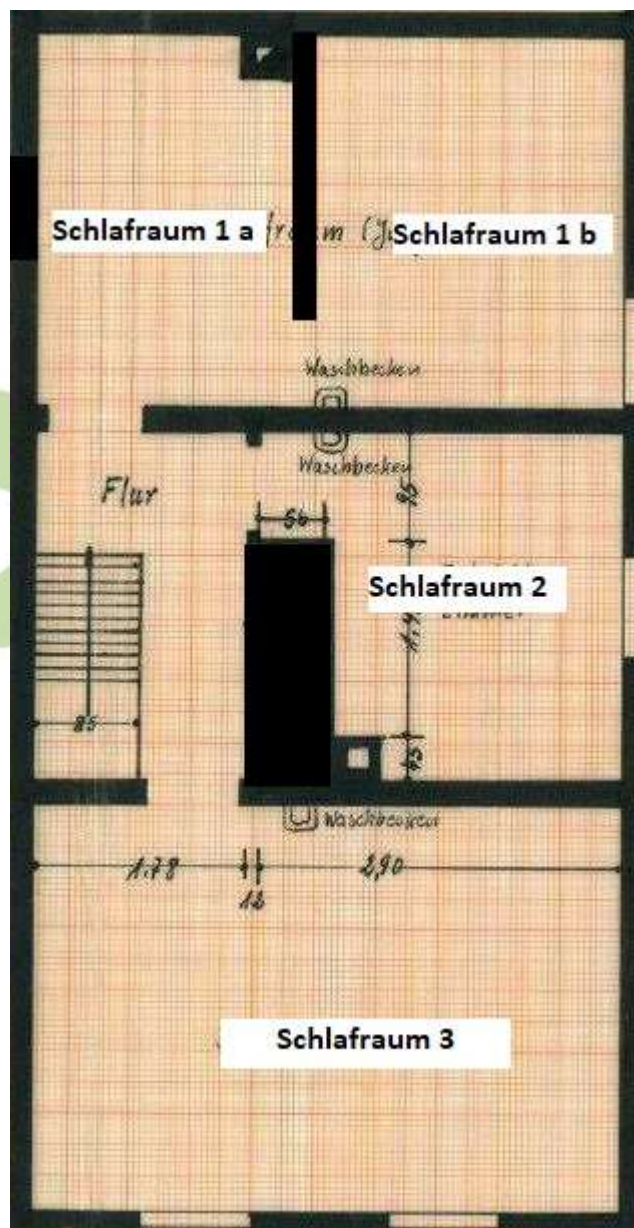 Schlafraum 1 a
Schlafraum 1 b
Waschbecken
Waschbecken
Flur
56
Schlafraum 2
85
Waschbecken
1.78
12
2,90
Schlafraum 3